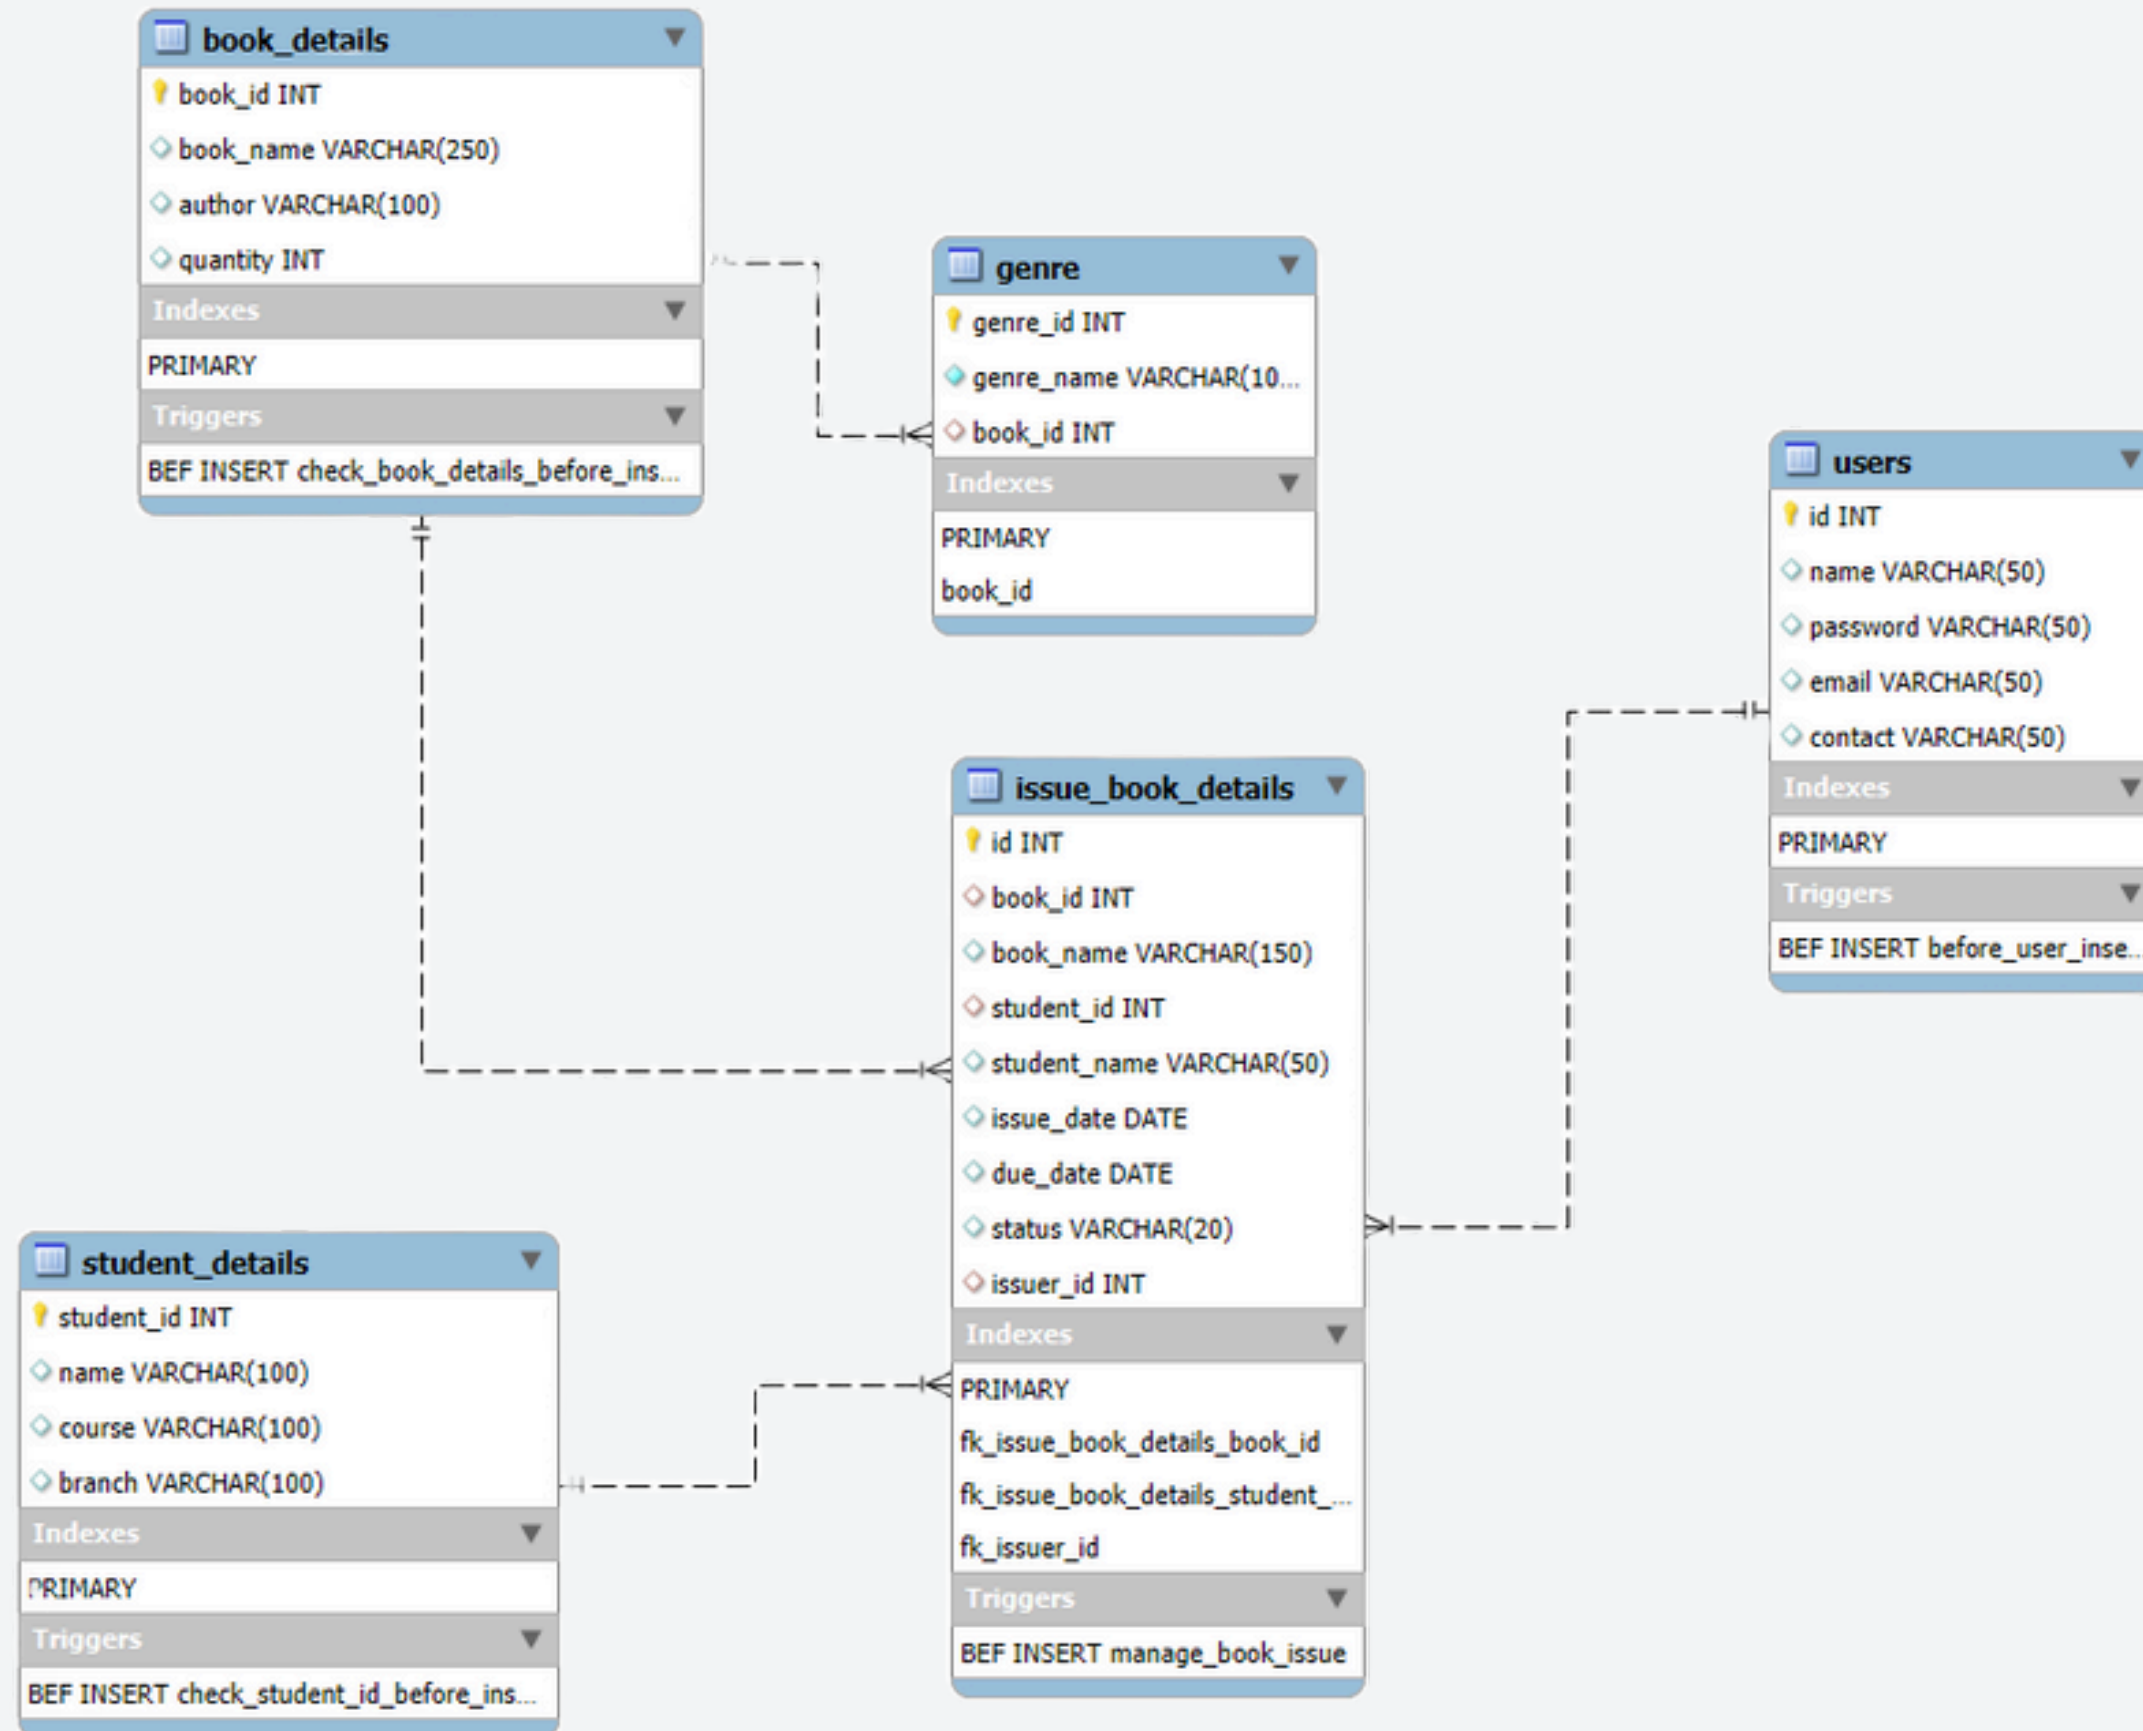 book_details
book_id INT
book_name VARCHAR(250)
author VARCHAR(100)
quantity INT
Indexes
PRIMARY
Triggers
BEF INSERT check_book_details_before_ins...
genre
genre_id INT
genre_name VARCHAR(10...
book_id INT
Indexes
PRIMARY
book_id
users
id INT
name VARCHAR(50)
password VARCHAR(50)
email VARCHAR(50)
contact VARCHAR(50)
Indexes
PRIMARY
Triggers
BEF INSERT before_user_inse...
issue_book_details
id INT
book_id INT
book_name VARCHAR(150)
student_id INT
student_name VARCHAR(50)
issue_date DATE
due_date DATE
status VARCHAR(20)
issuer_id INT
Indexes
PRIMARY
fk_issue_book_details_book_id
fk_issue_book_details_student_...
fk_issuer_id
Triggers
BEF INSERT manage_book_issue
student_details
student_id INT
name VARCHAR(100)
course VARCHAR(100)
branch VARCHAR(100)
Indexes
PRIMARY
Triggers
BEF INSERT check_student_id_before_ins...